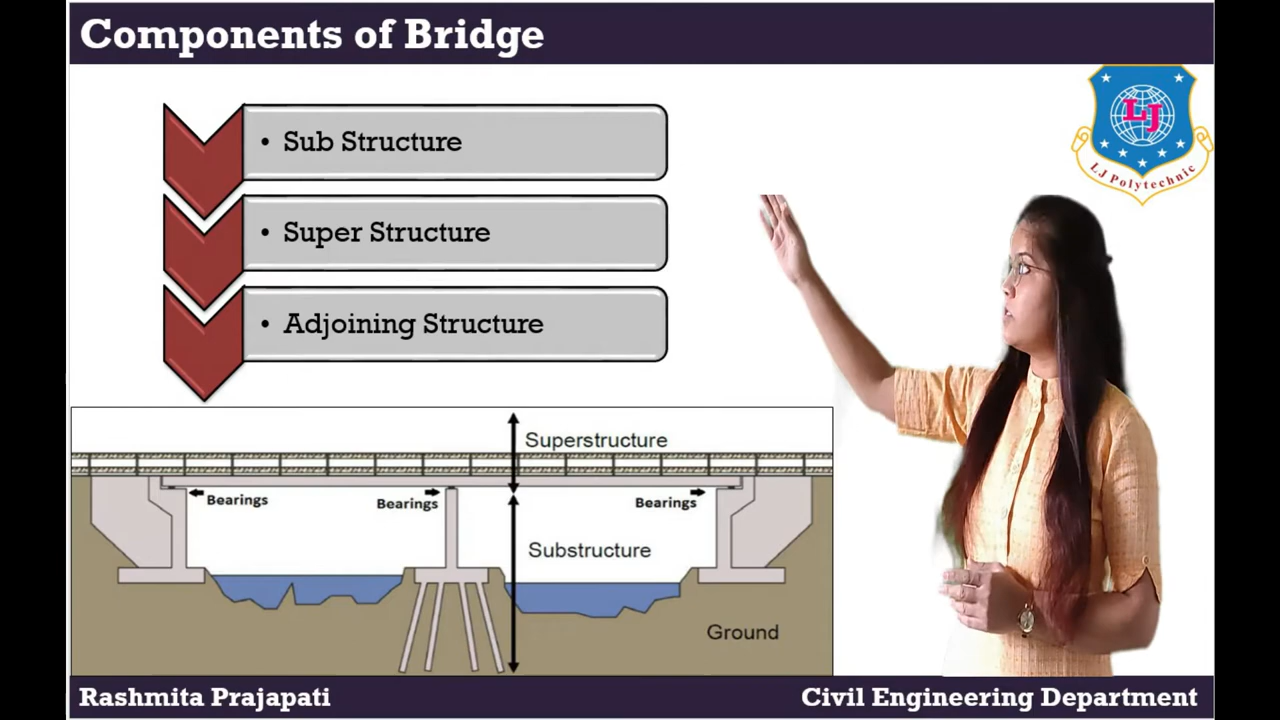 Components of Bridge
LJ
LJ Polytechnic
• Sub Structure
• Super Structure
• Adjoining Structure
Superstructure
Bearings
Bearings
Bearings
Substructure
Ground
Rashmita Prajapati
Civil Engineering Department